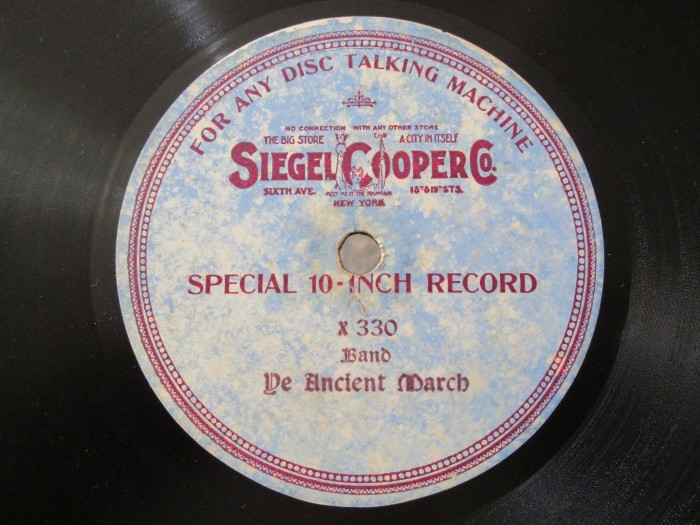 FOR ANY DISC TALKING MACHINE
NO CONNECTION WITH ANY OTHER STORE
THE BIG STORE A CITY IN ITSELF
SIEGEL COOPER CO.
SIXTH AVE. MEET ME AT THE FOUNTAIN 18TH & 19TH STS.
NEW YORK
SPECIAL 10-INCH RECORD
X 330
Band
Ye Ancient March